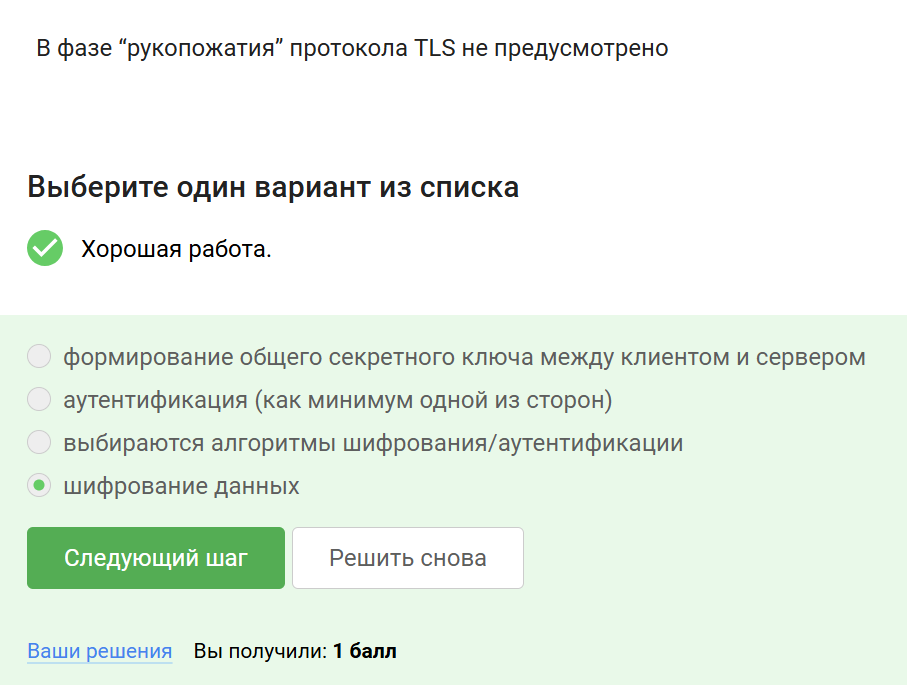 В фазе “рукопожатия” протокола TLS не предусмотрено
Выберите один вариант из списка
Хорошая работа.
формирование общего секретного ключа между клиентом и сервером
аутентификация (как минимум одной из сторон)
выбираются алгоритмы шифрования/аутентификации
шифрование данных
Следующий шаг
Решить снова
Ваши решения Вы получили: 1 балл